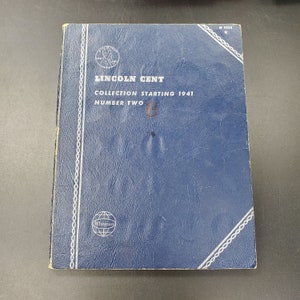 LINCOLN CENT
COLLECTION STARTING 1941
NUMBER TWO